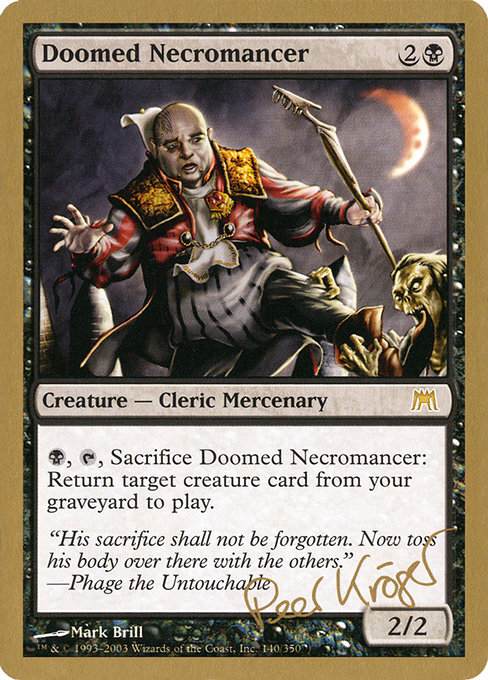 Doomed Necromancer 2
Creature — Cleric Mercenary
, , Sacrifice Doomed Necromancer:
Return target creature card from your
graveyard to play.
“His sacrifice shall not be forgotten. Now toss
his body over there with the others.”
—Phage the Untouchable
Peer Kröger
Mark Brill
2/2
™ & © 1993–2003 Wizards of the Coast, Inc. 140/350